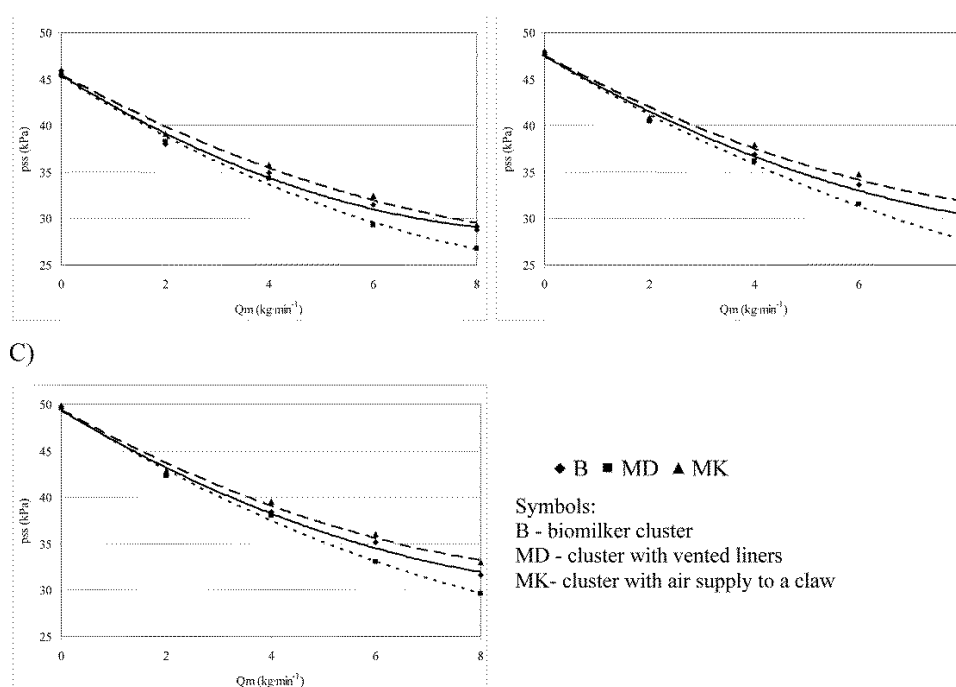 50
45
40
35
30
25
pss (kPa)
0 2 4 6 8
Qm (kg·min⁻¹)
50
45
40
35
30
25
pss (kPa)
0 2 4 6
Qm (kg·min⁻¹)
C)
50
45
40
35
30
25
pss (kPa)
0 2 4 6 8
Qm (kg·min⁻¹)
B MD MK
Symbols:
B - biomilker cluster
MD - cluster with vented liners
MK- cluster with air supply to a claw